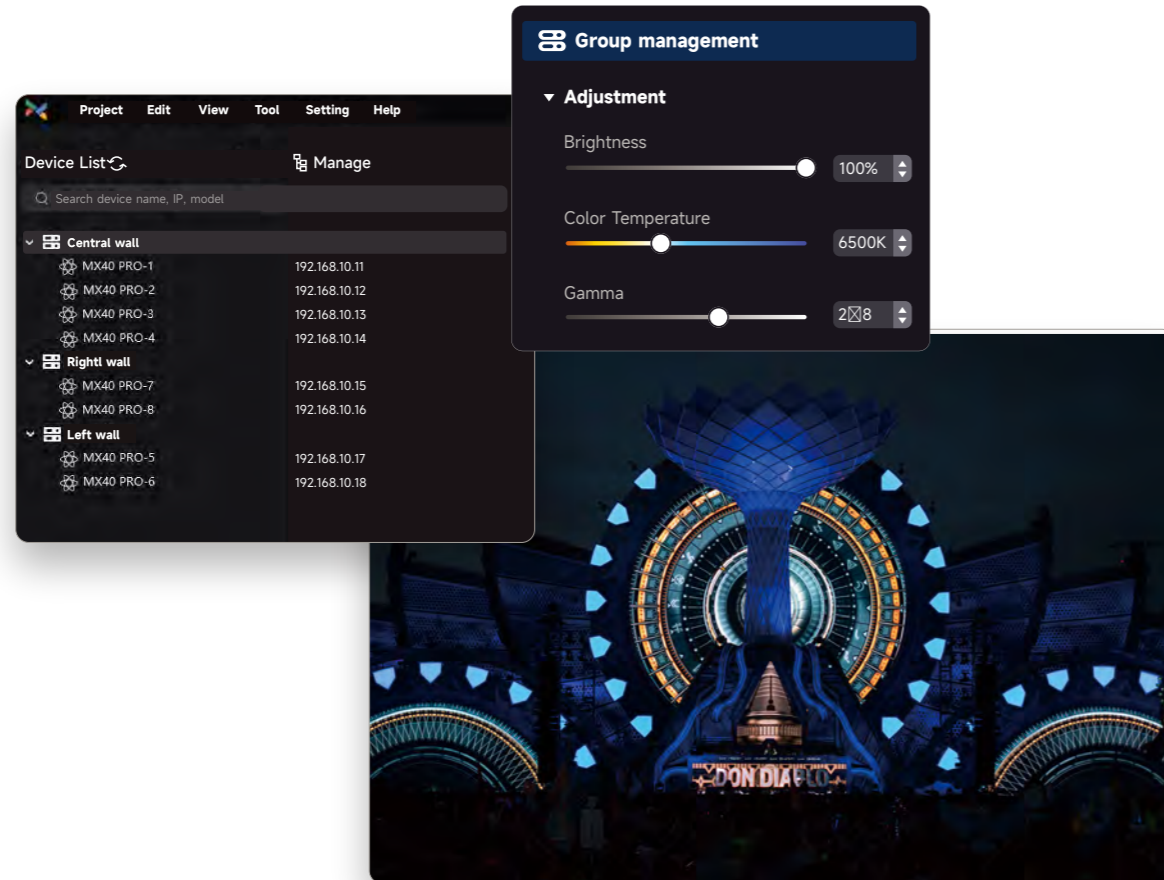 Group management
Adjustment
Brightness
100%
Color Temperature
6500K
Gamma
2☒8
Project Edit View Tool Setting Help
Device List Manage
Search device name, IP, model
Central wall
MX40 PRO-1 192.168.10.11
MX40 PRO-2 192.168.10.12
MX40 PRO-3 192.168.10.13
MX40 PRO-4 192.168.10.14
Rightl wall
MX40 PRO-7 192.168.10.15
MX40 PRO-8 192.168.10.16
Left wall
MX40 PRO-5 192.168.10.17
MX40 PRO-6 192.168.10.18
DON DIABLO